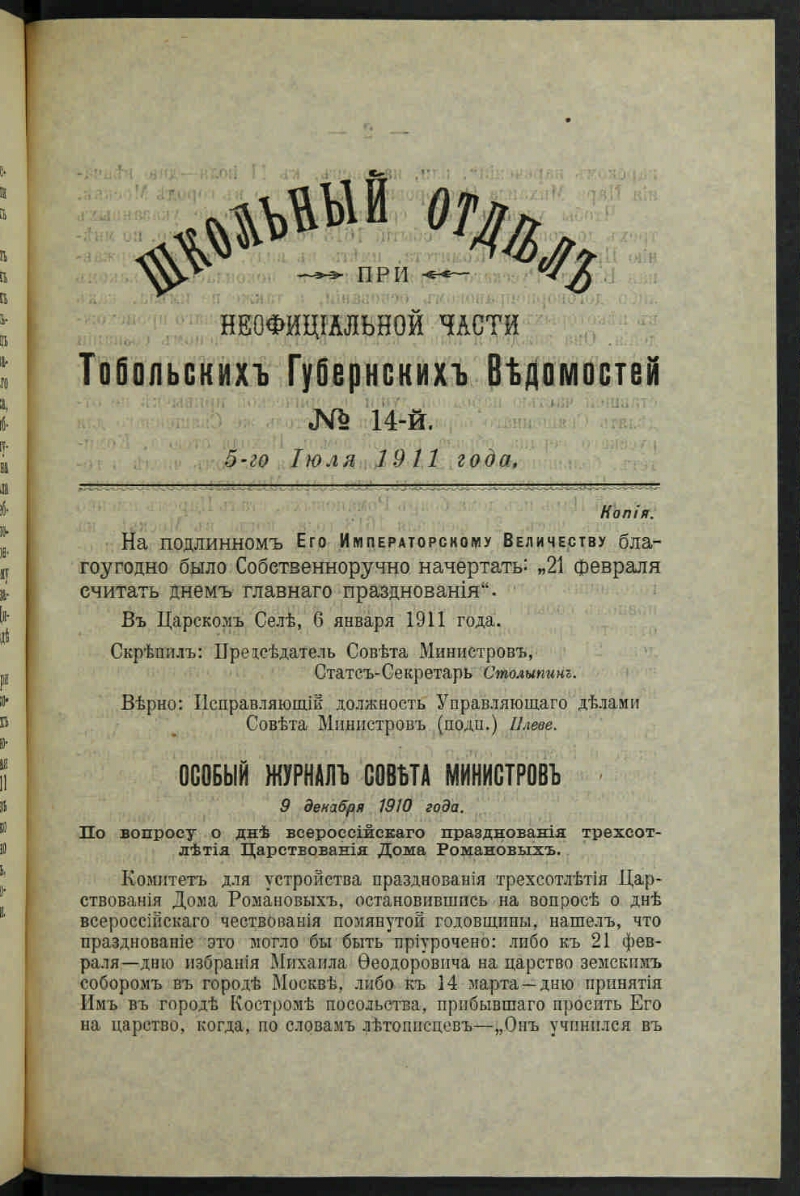 ШКОЛЬНЫЙ ОТДѢЛЪ
ПРИ
НЕОФИЦІАЛЬНОЙ ЧАСТИ
Тобольскихъ Губернскихъ Вѣдомостей
№ 14-й.
5-го Іюля 1911 года.
Копія.
На подлинномъ Его Императорскому Величеству бла-
гоугодно было Собственноручно начертать: „21 февраля
считать днемъ главнаго празднованія“.
Въ Царскомъ Селѣ, 6 января 1911 года.
Скрѣпилъ: Предсѣдатель Совѣта Министровъ,
Статсъ-Секретарь Столыпинъ.
Вѣрно: Исправляющій должность Управляющаго дѣлами
Совѣта Министровъ (подп.) Плеве.
ОСОБЫЙ ЖУРНАЛЪ СОВѢТА МИНИСТРОВЪ
9 декабря 1910 года.
По вопросу о днѣ всероссійскаго празднованія трехсот-
лѣтія Царствованія Дома Романовыхъ.
Комитетъ для устройства празднованія трехсотлѣтія Цар-
ствованія Дома Романовыхъ, остановившись на вопросѣ о днѣ
всероссійскаго чествованія помянутой годовщины, нашелъ, что
празднованіе это могло бы быть пріурочено: либо къ 21 фев-
раля—дню избранія Михаила Ѳеодоровича на царство земскимъ
соборомъ въ городѣ Москвѣ, либо къ 14 марта—дню принятія
Имъ въ городѣ Костромѣ посольства, прибывшаго просить Его
на царство, когда, по словамъ лѣтописцевъ—„Онъ учинился въ